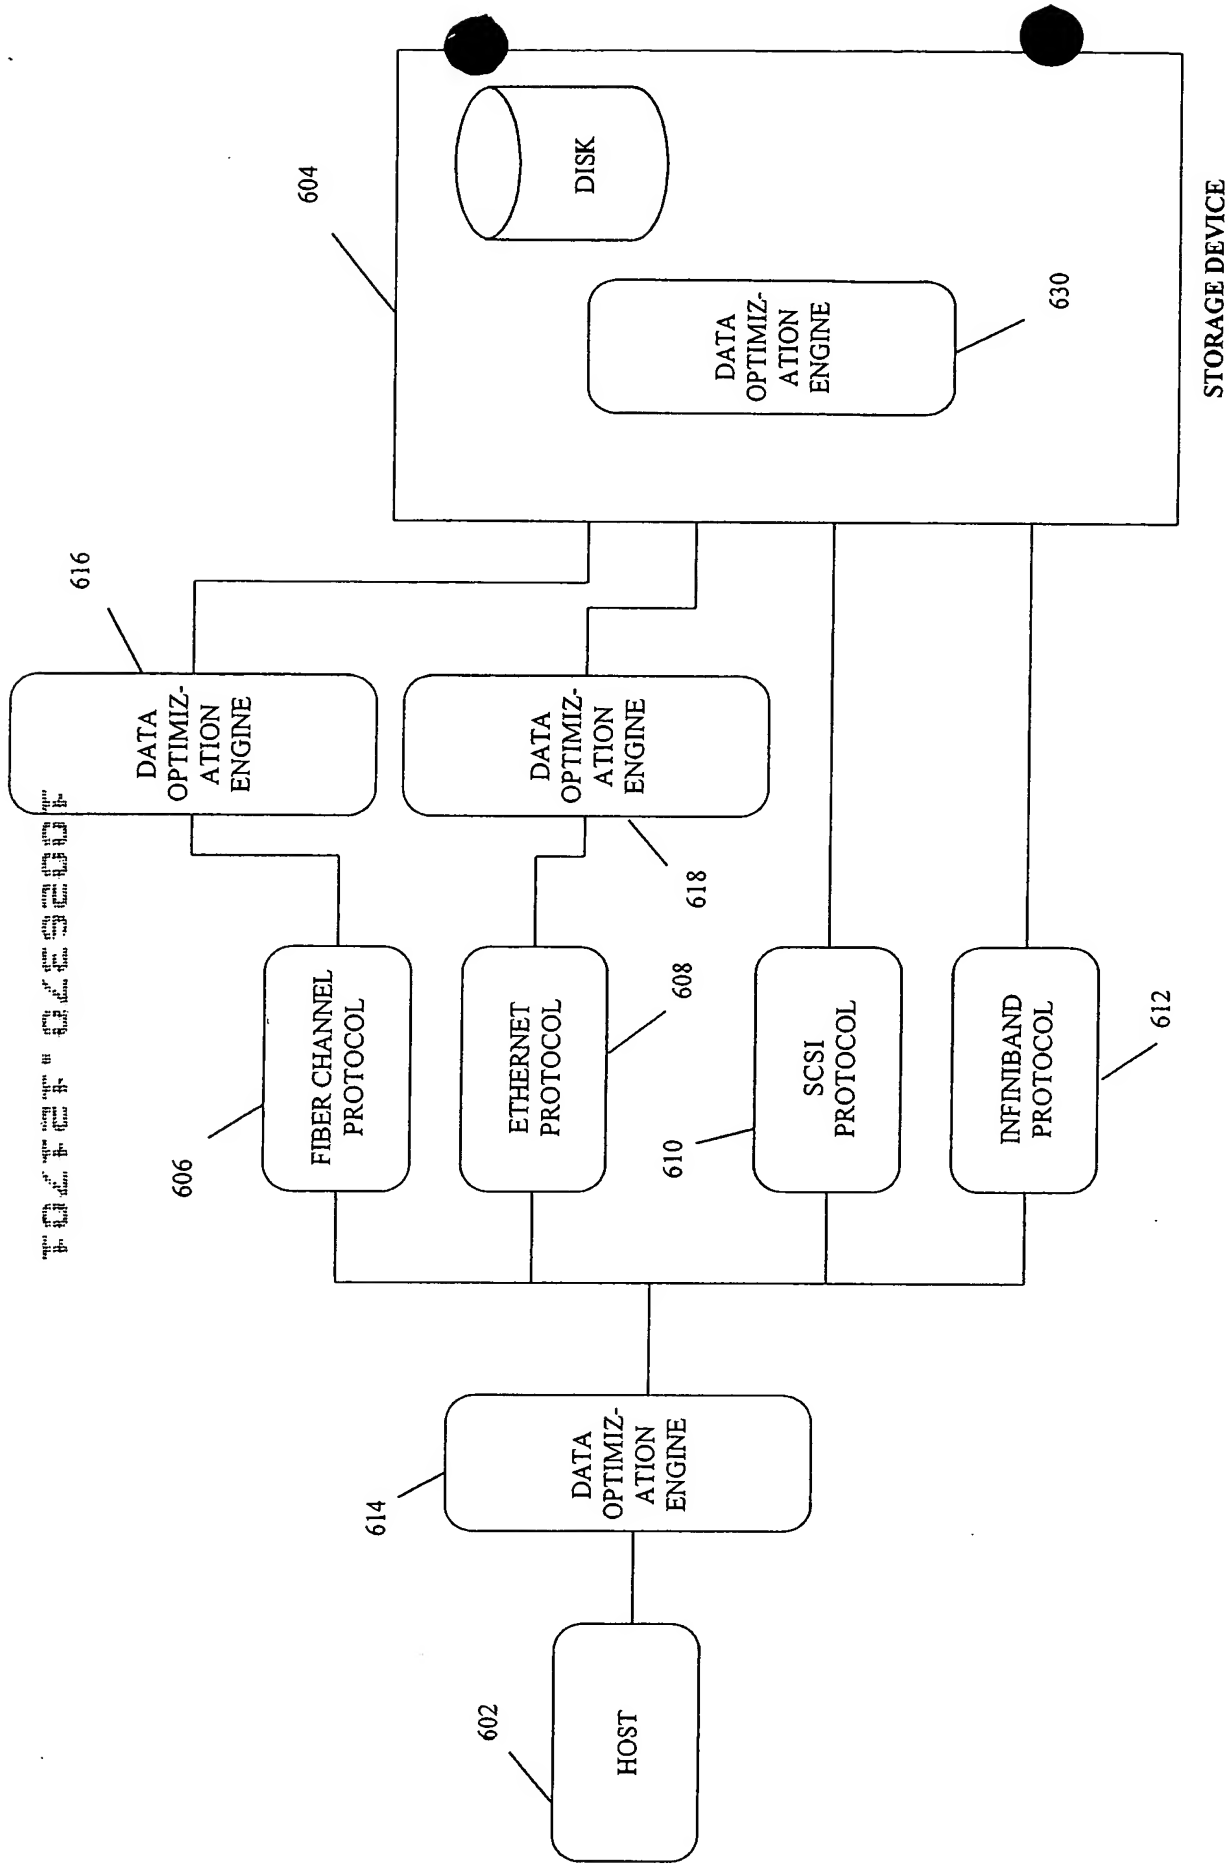 602
HOST
614
DATA
OPTIMIZ-
ATION
ENGINE
606
FIBER CHANNEL
PROTOCOL
ETHERNET
PROTOCOL
608
610
SCSI
PROTOCOL
INFINIBAND
PROTOCOL
612
616
DATA
OPTIMIZ-
ATION
ENGINE
DATA
OPTIMIZ-
ATION
ENGINE
618
604
DISK
DATA
OPTIMIZ-
ATION
ENGINE
630
STORAGE DEVICE